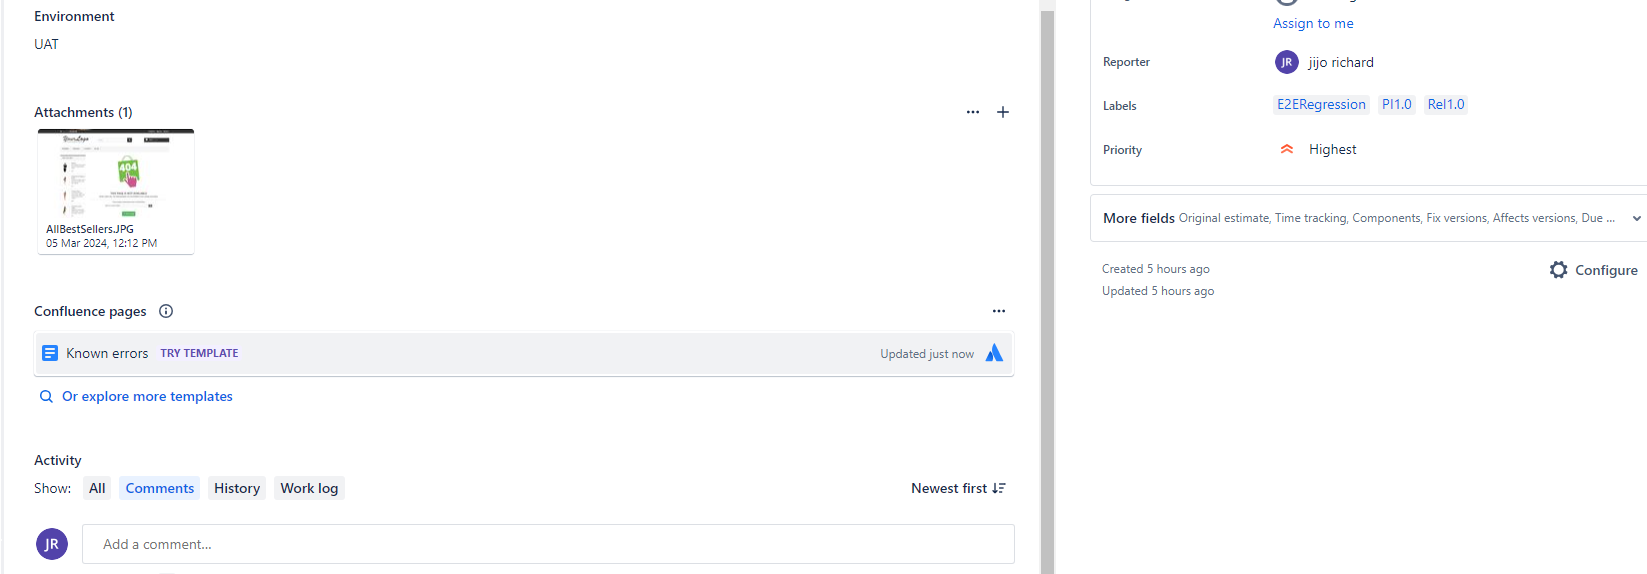 Environment
UAT
Attachments (1)
404
AllBestSellers.JPG
05 Mar 2024, 12:12 PM
Confluence pages
Known errors TRY TEMPLATE Updated just now
Or explore more templates
Activity
Show: All Comments History Work log Newest first
JR Add a comment...
Assign to me
Reporter JR jijo richard
Labels E2ERegression PI1.0 Rel1.0
Priority Highest
More fields Original estimate, Time tracking, Components, Fix versions, Affects versions, Due ...
Created 5 hours ago Configure
Updated 5 hours ago